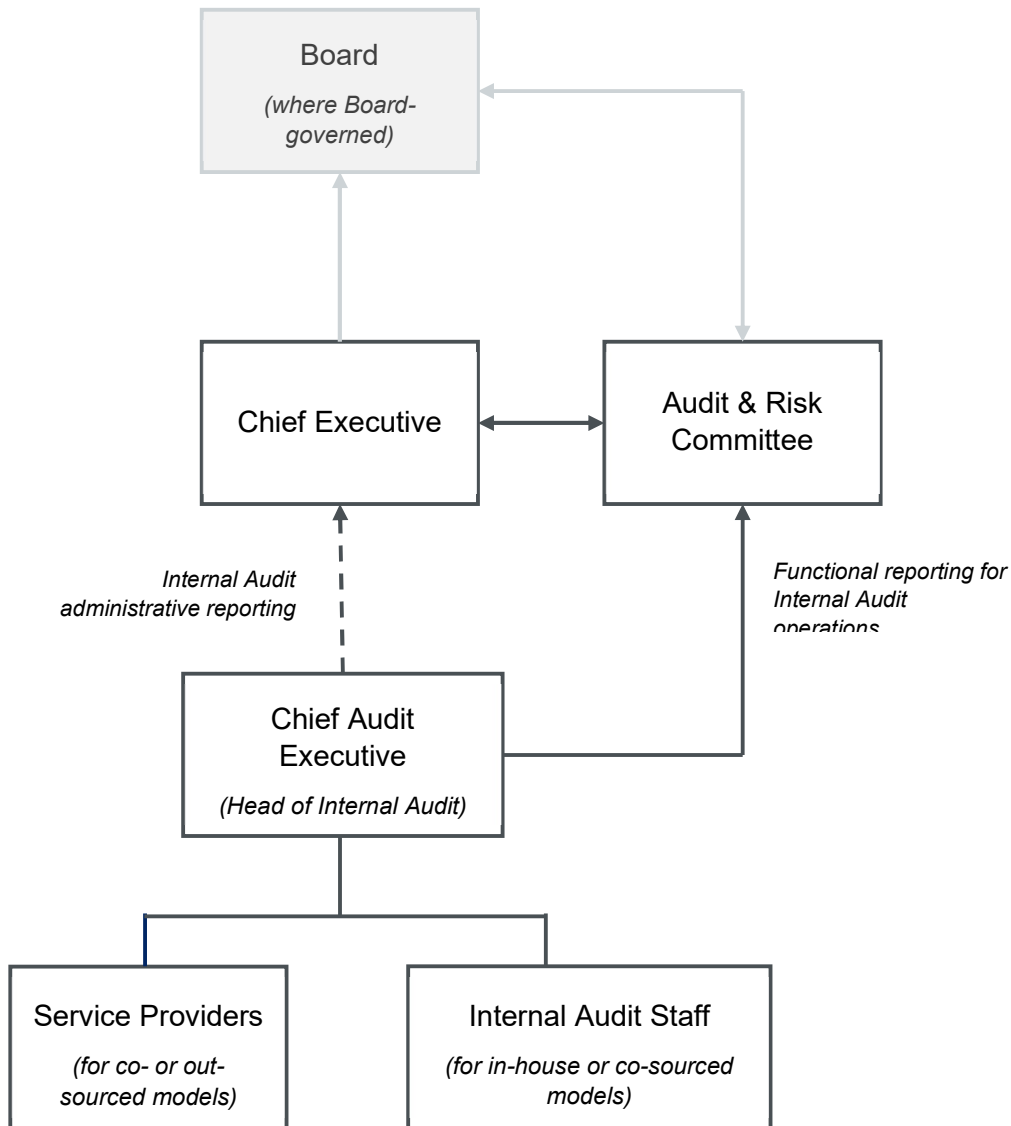 Board
(where Board-
governed)
Chief Executive
Audit & Risk
Committee
Internal Audit
administrative reporting
Functional reporting for
Internal Audit
operations
Chief Audit
Executive
(Head of Internal Audit)
Service Providers
(for co- or out-
sourced models)
Internal Audit Staff
(for in-house or co-sourced
models)